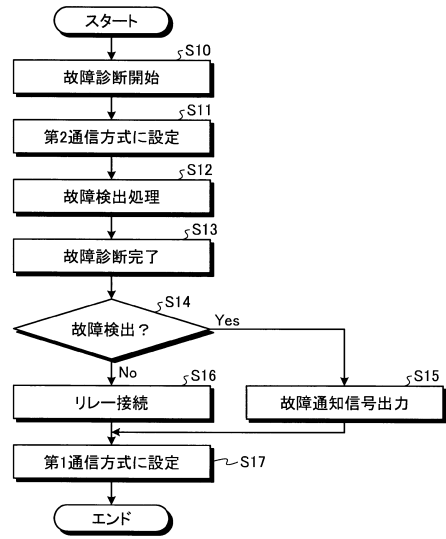 スタート
S10
故障診断開始
S11
第2通信方式に設定
S12
故障検出処理
S13
故障診断完了
S14
故障検出?
Yes
No
S16
リレー接続
S15
故障通知信号出力
第1通信方式に設定
S17
エンド